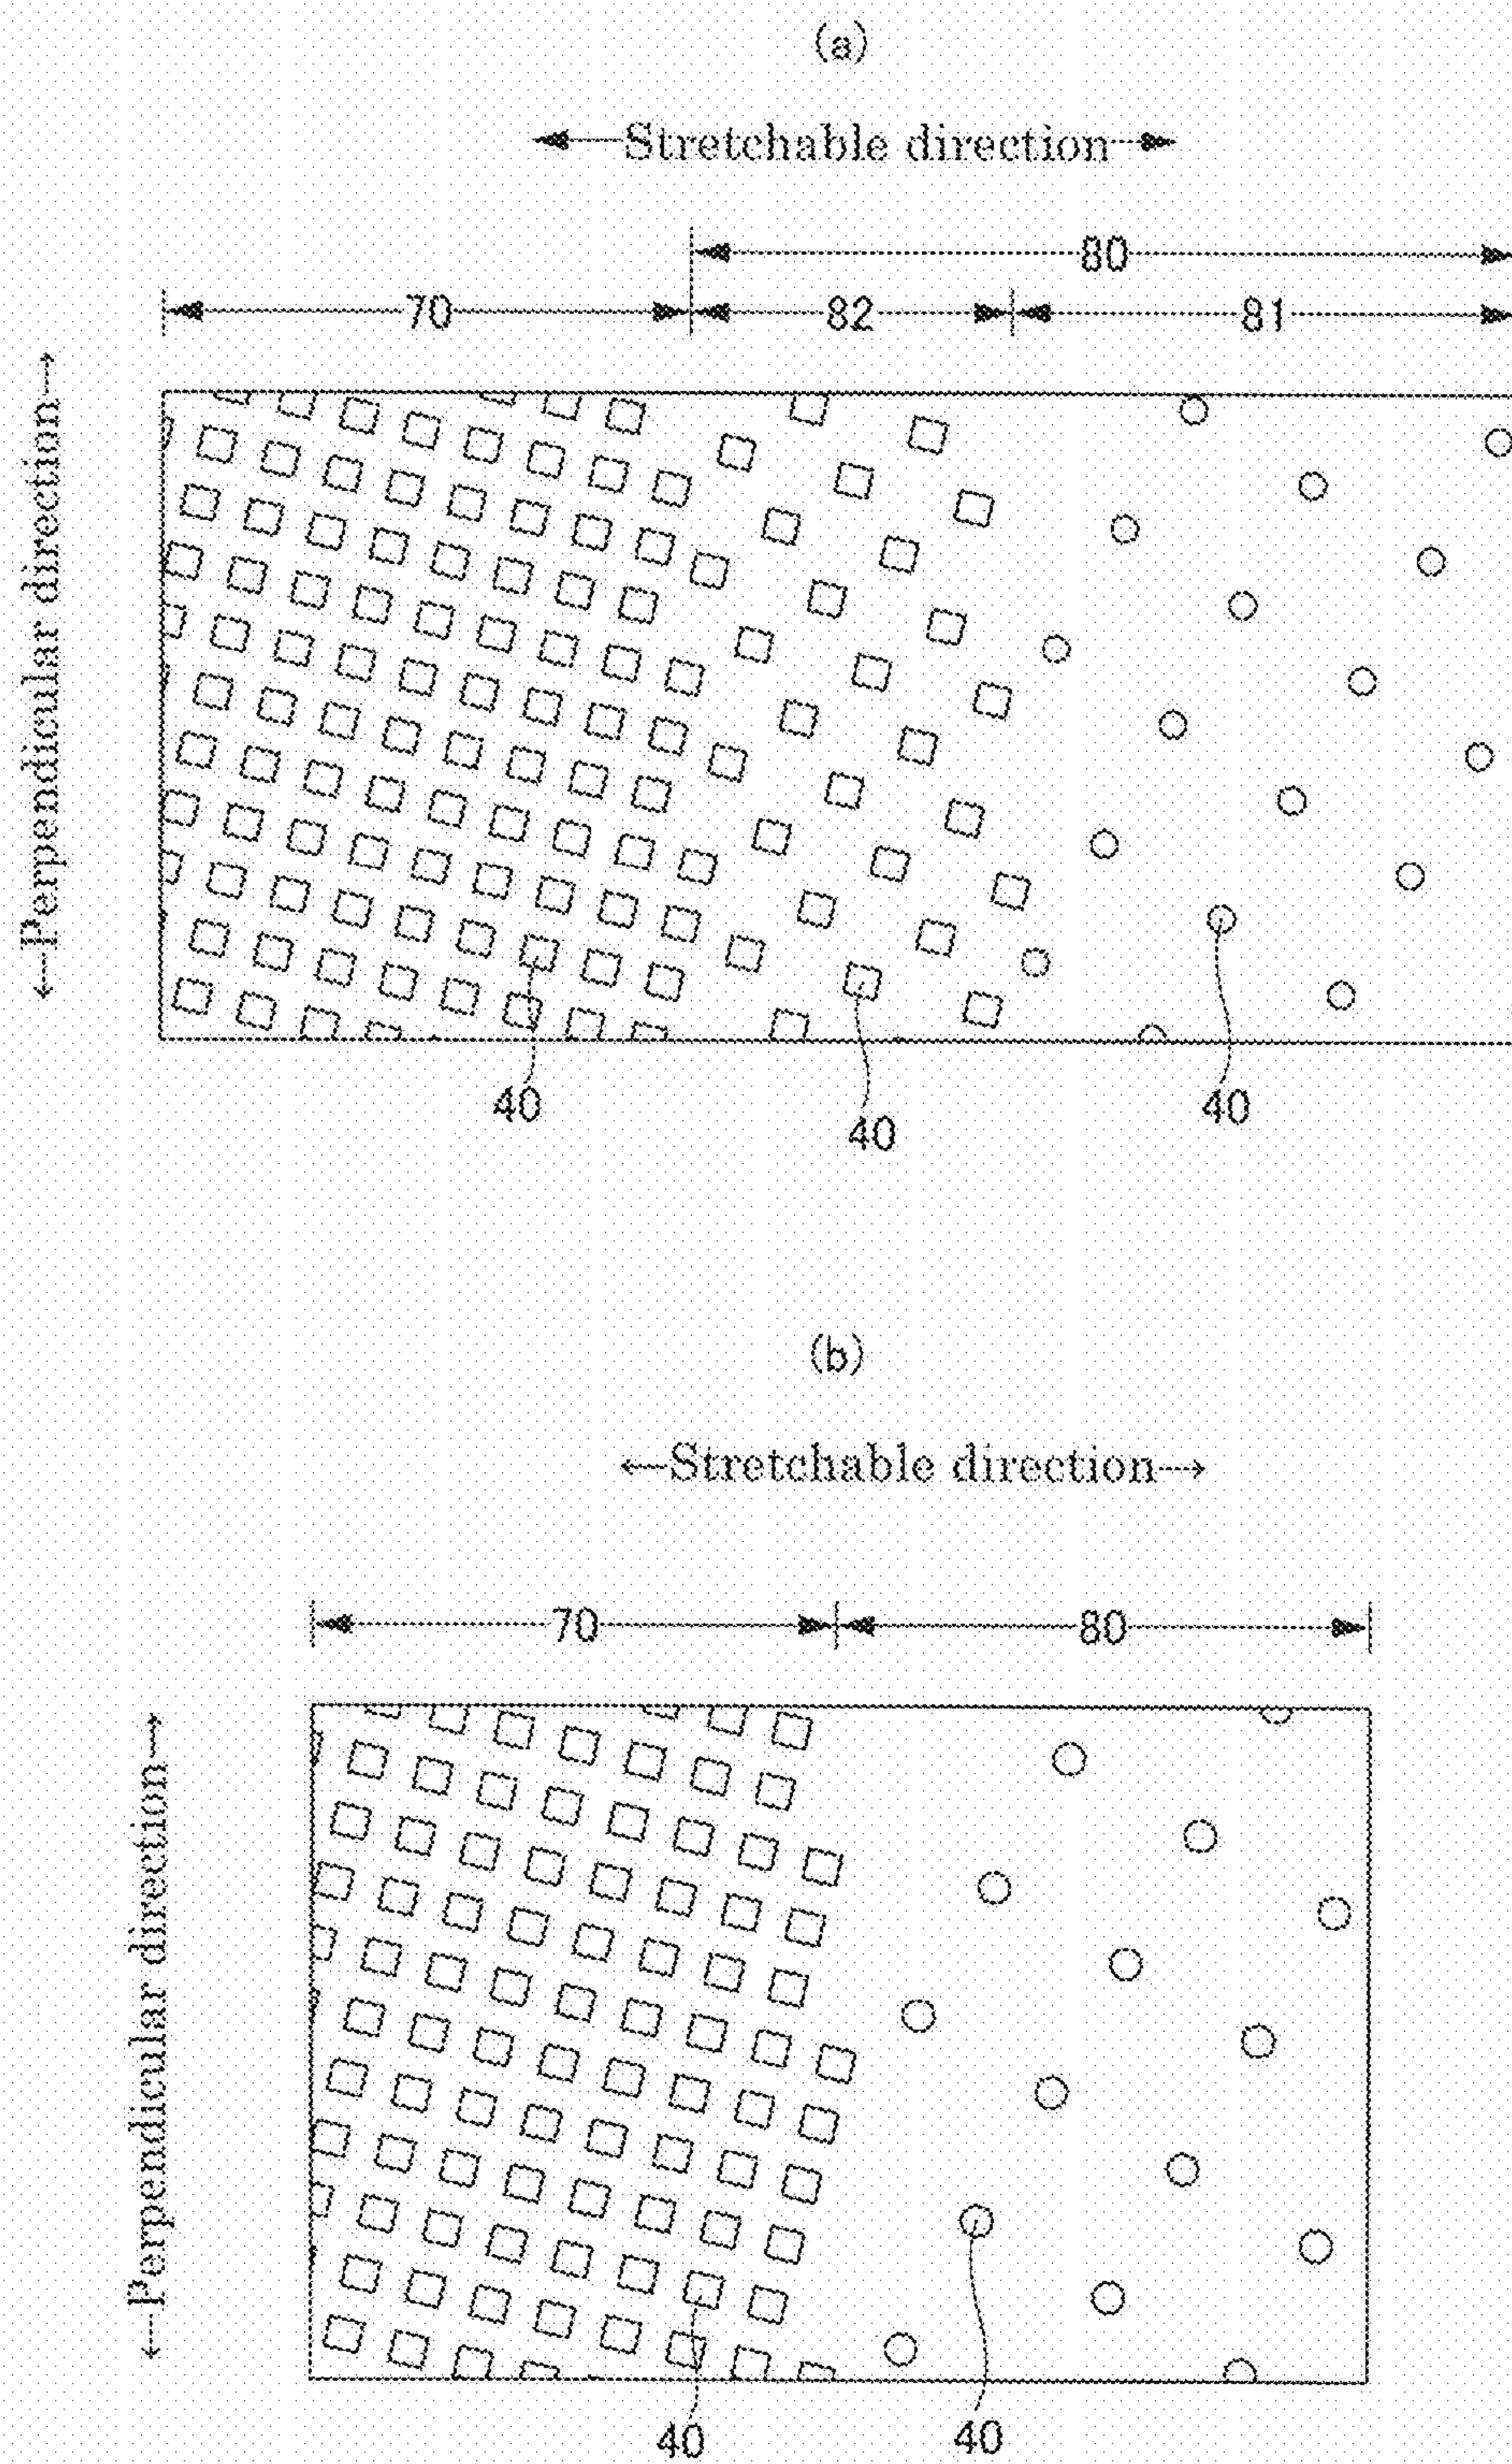 (a)
←Stretchable direction→
80
70 82 81
←Perpendicular direction→
40 40 40
(b)
←Stretchable direction→
70 80
←Perpendicular direction→
40 40